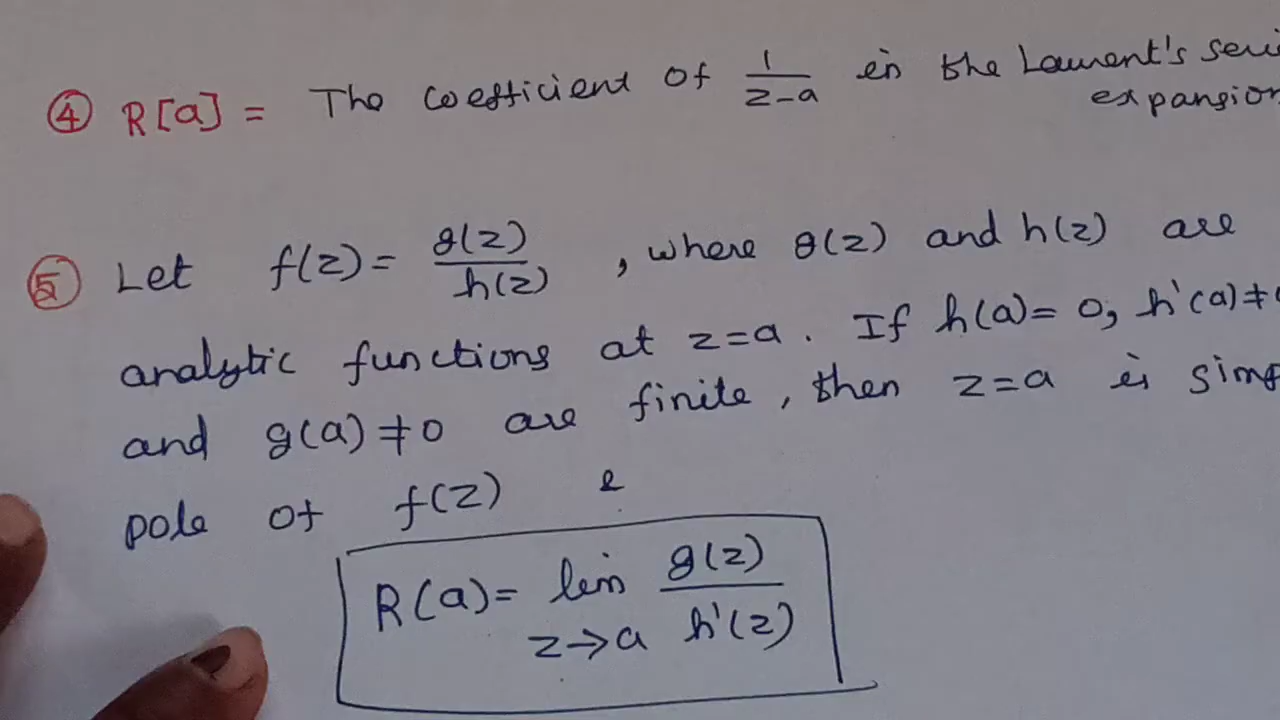 ④ R[a] = The coefficient of 1/(z-a) in the Laurent's seri
expansion
⑤ Let f(z) = g(z)/h(z) , where g(z) and h(z) are
analytic functions at z=a. If h(a)=0, h'(a)≠0
and g(a)≠0 are finite, then z=a is simp
pole of f(z) &
R(a) = lim z→a g(z)/h'(z)